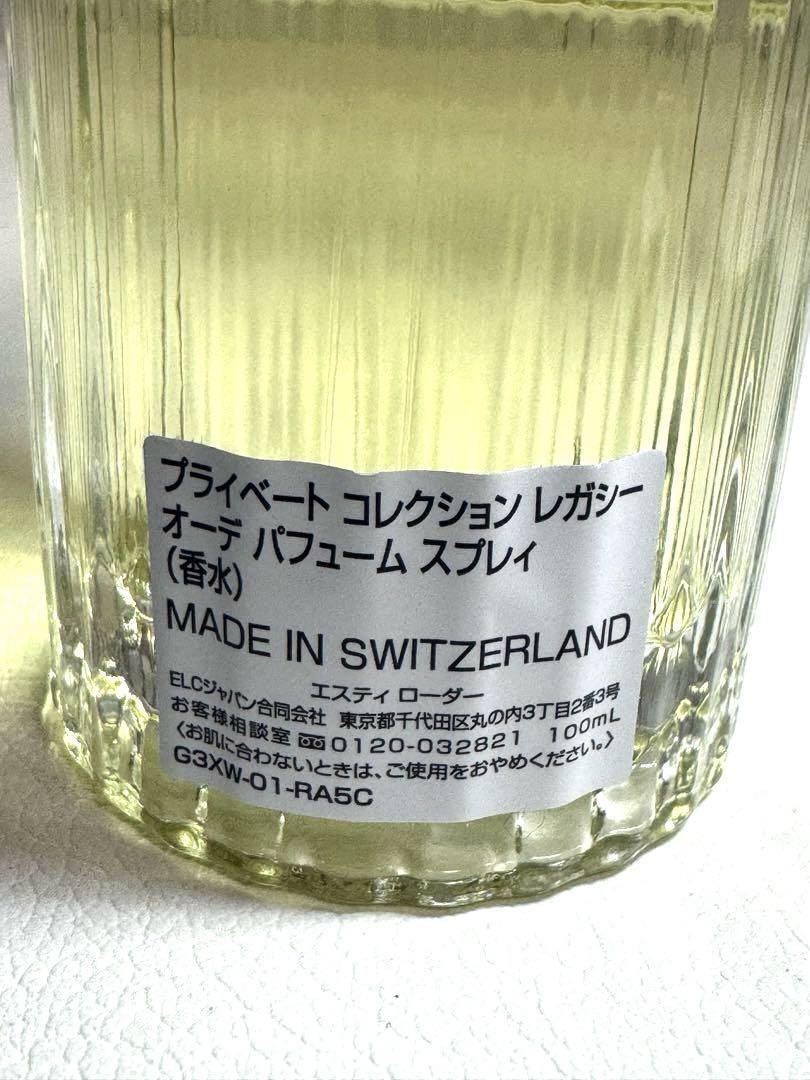 プライベート コレクション レガシー
オーデ パフューム スプレィ
(香水)
MADE IN SWITZERLAND
エスティ ローダー
ELCジャパン合同会社 東京都千代田区丸の内3丁目2番3号
お客様相談室 0120-032821 100mL
〈お肌に合わないときは、ご使用をおやめください。〉
G3XW-01-RA5C